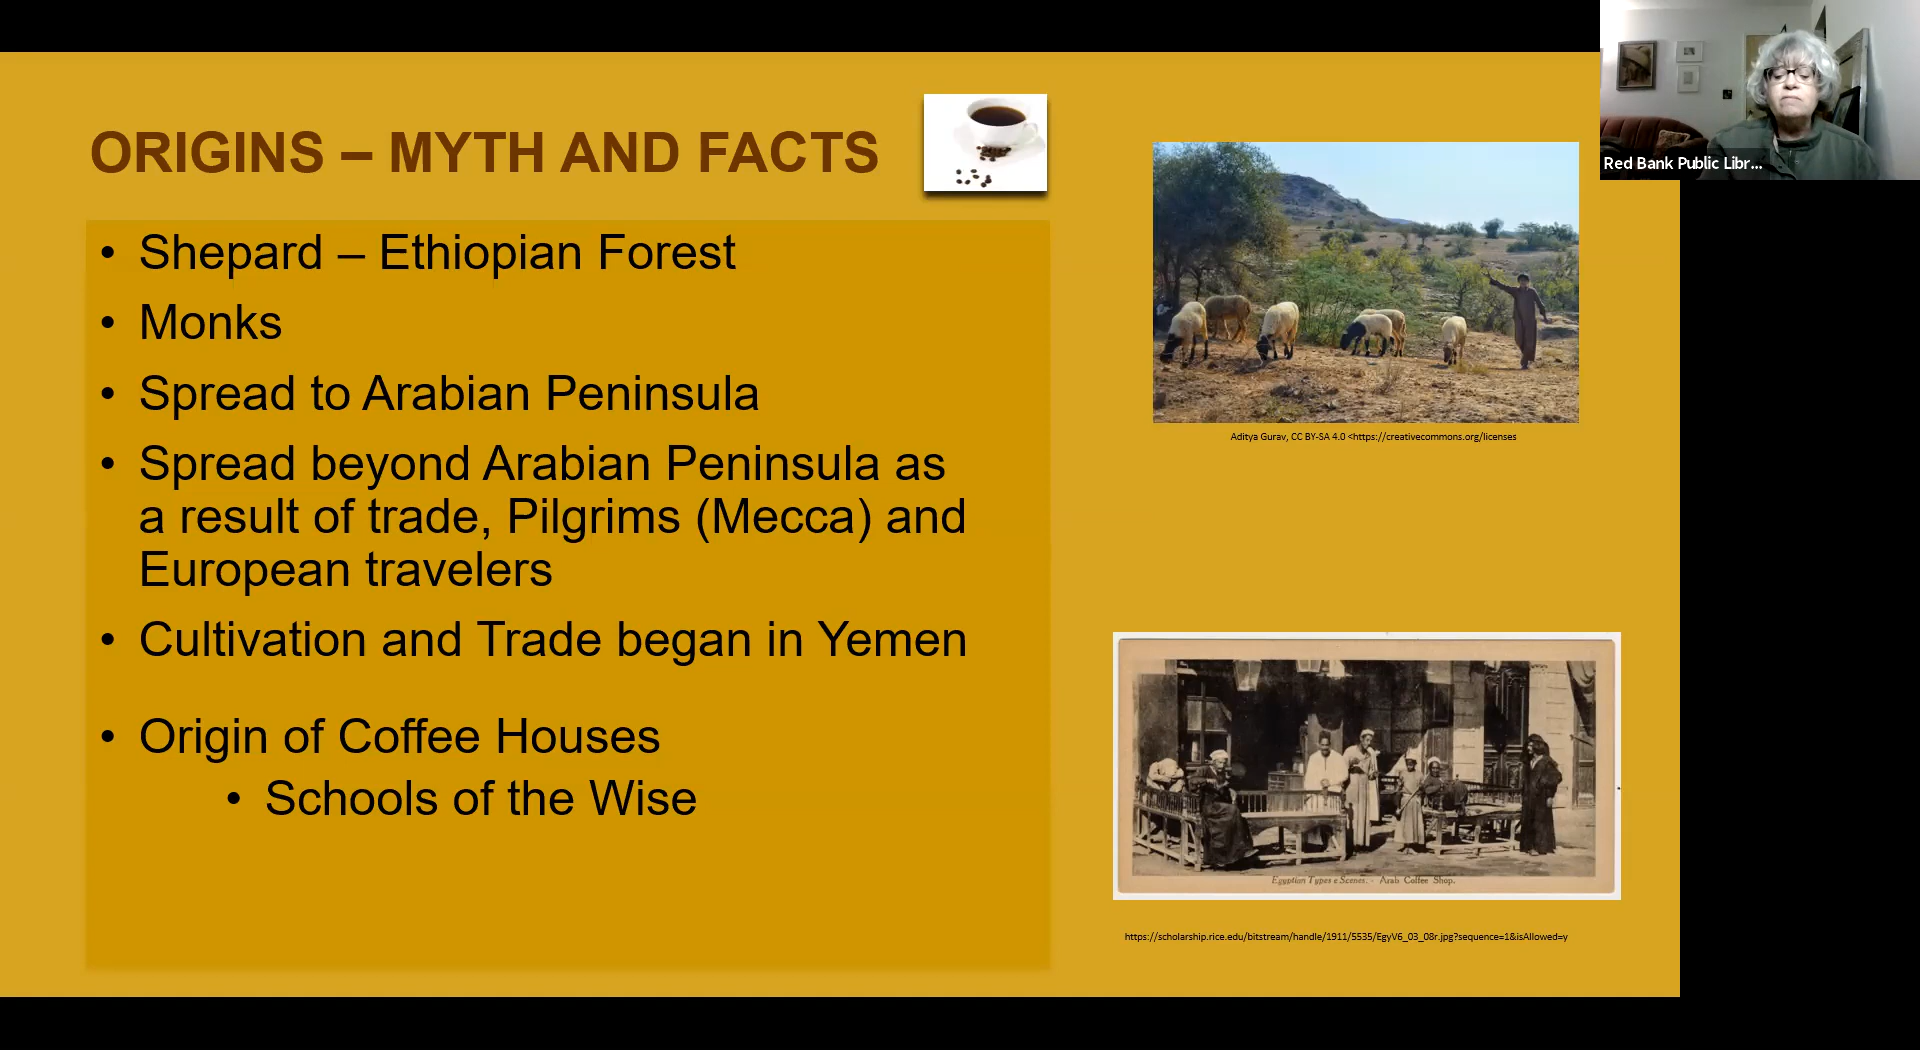 ORIGINS – MYTH AND FACTS
• Shepard – Ethiopian Forest
• Monks
• Spread to Arabian Peninsula
• Spread beyond Arabian Peninsula as
a result of trade, Pilgrims (Mecca) and
European travelers
• Cultivation and Trade began in Yemen
• Origin of Coffee Houses
• Schools of the Wise
Aditya Gurav, CC BY-SA 4.0 <https://creativecommons.org/licenses
Egyptian Types e Scenes. - Arab Coffee Shop.
https://scholarship.rice.edu/bitstream/handle/1911/5535/EgyV6_03_08r.jpg?sequence=1&isAllowed=y
Red Bank Public Libr...